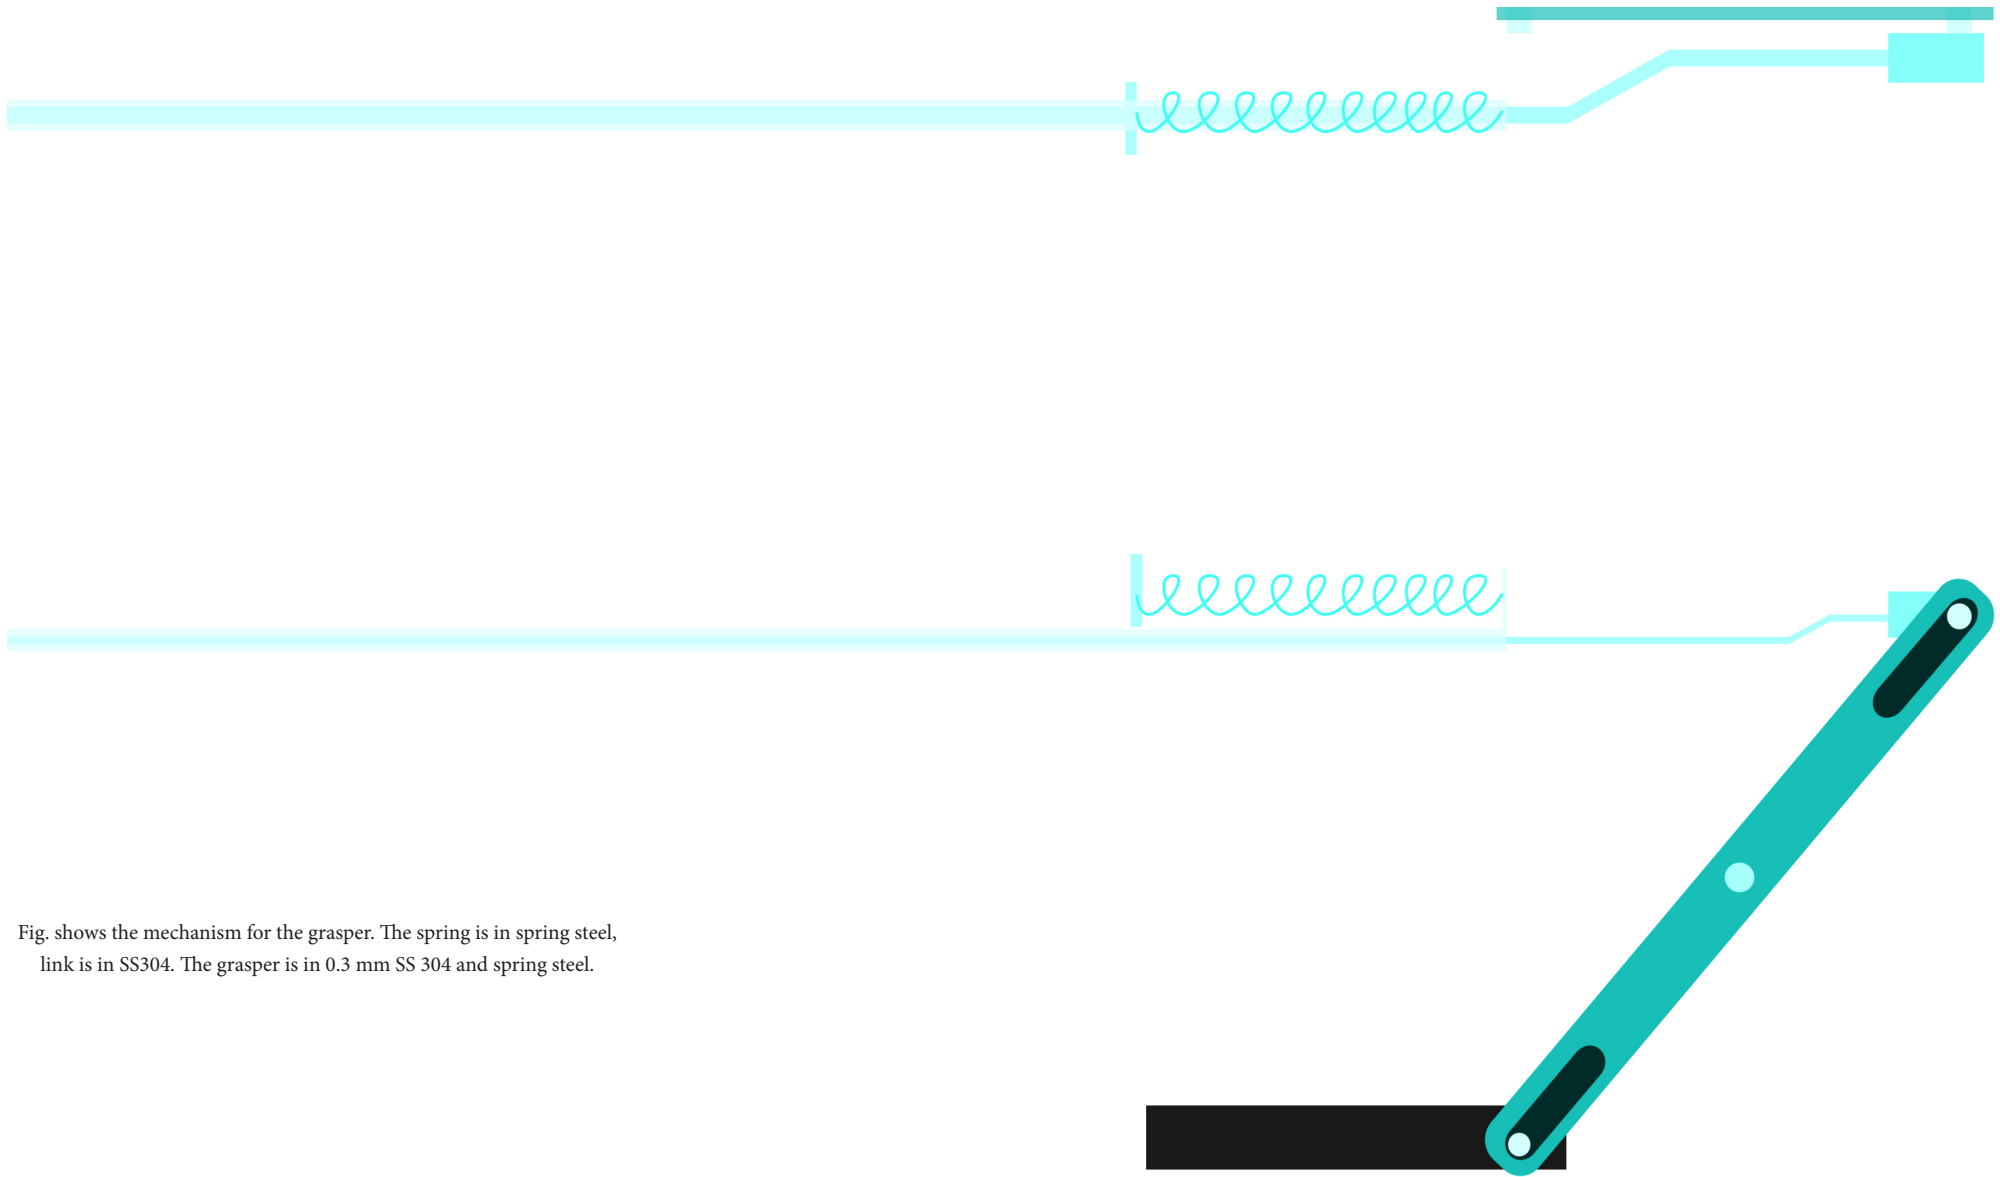 Fig. shows the mechanism for the grasper. The spring is in spring steel,
link is in SS304. The grasper is in 0.3 mm SS 304 and spring steel.